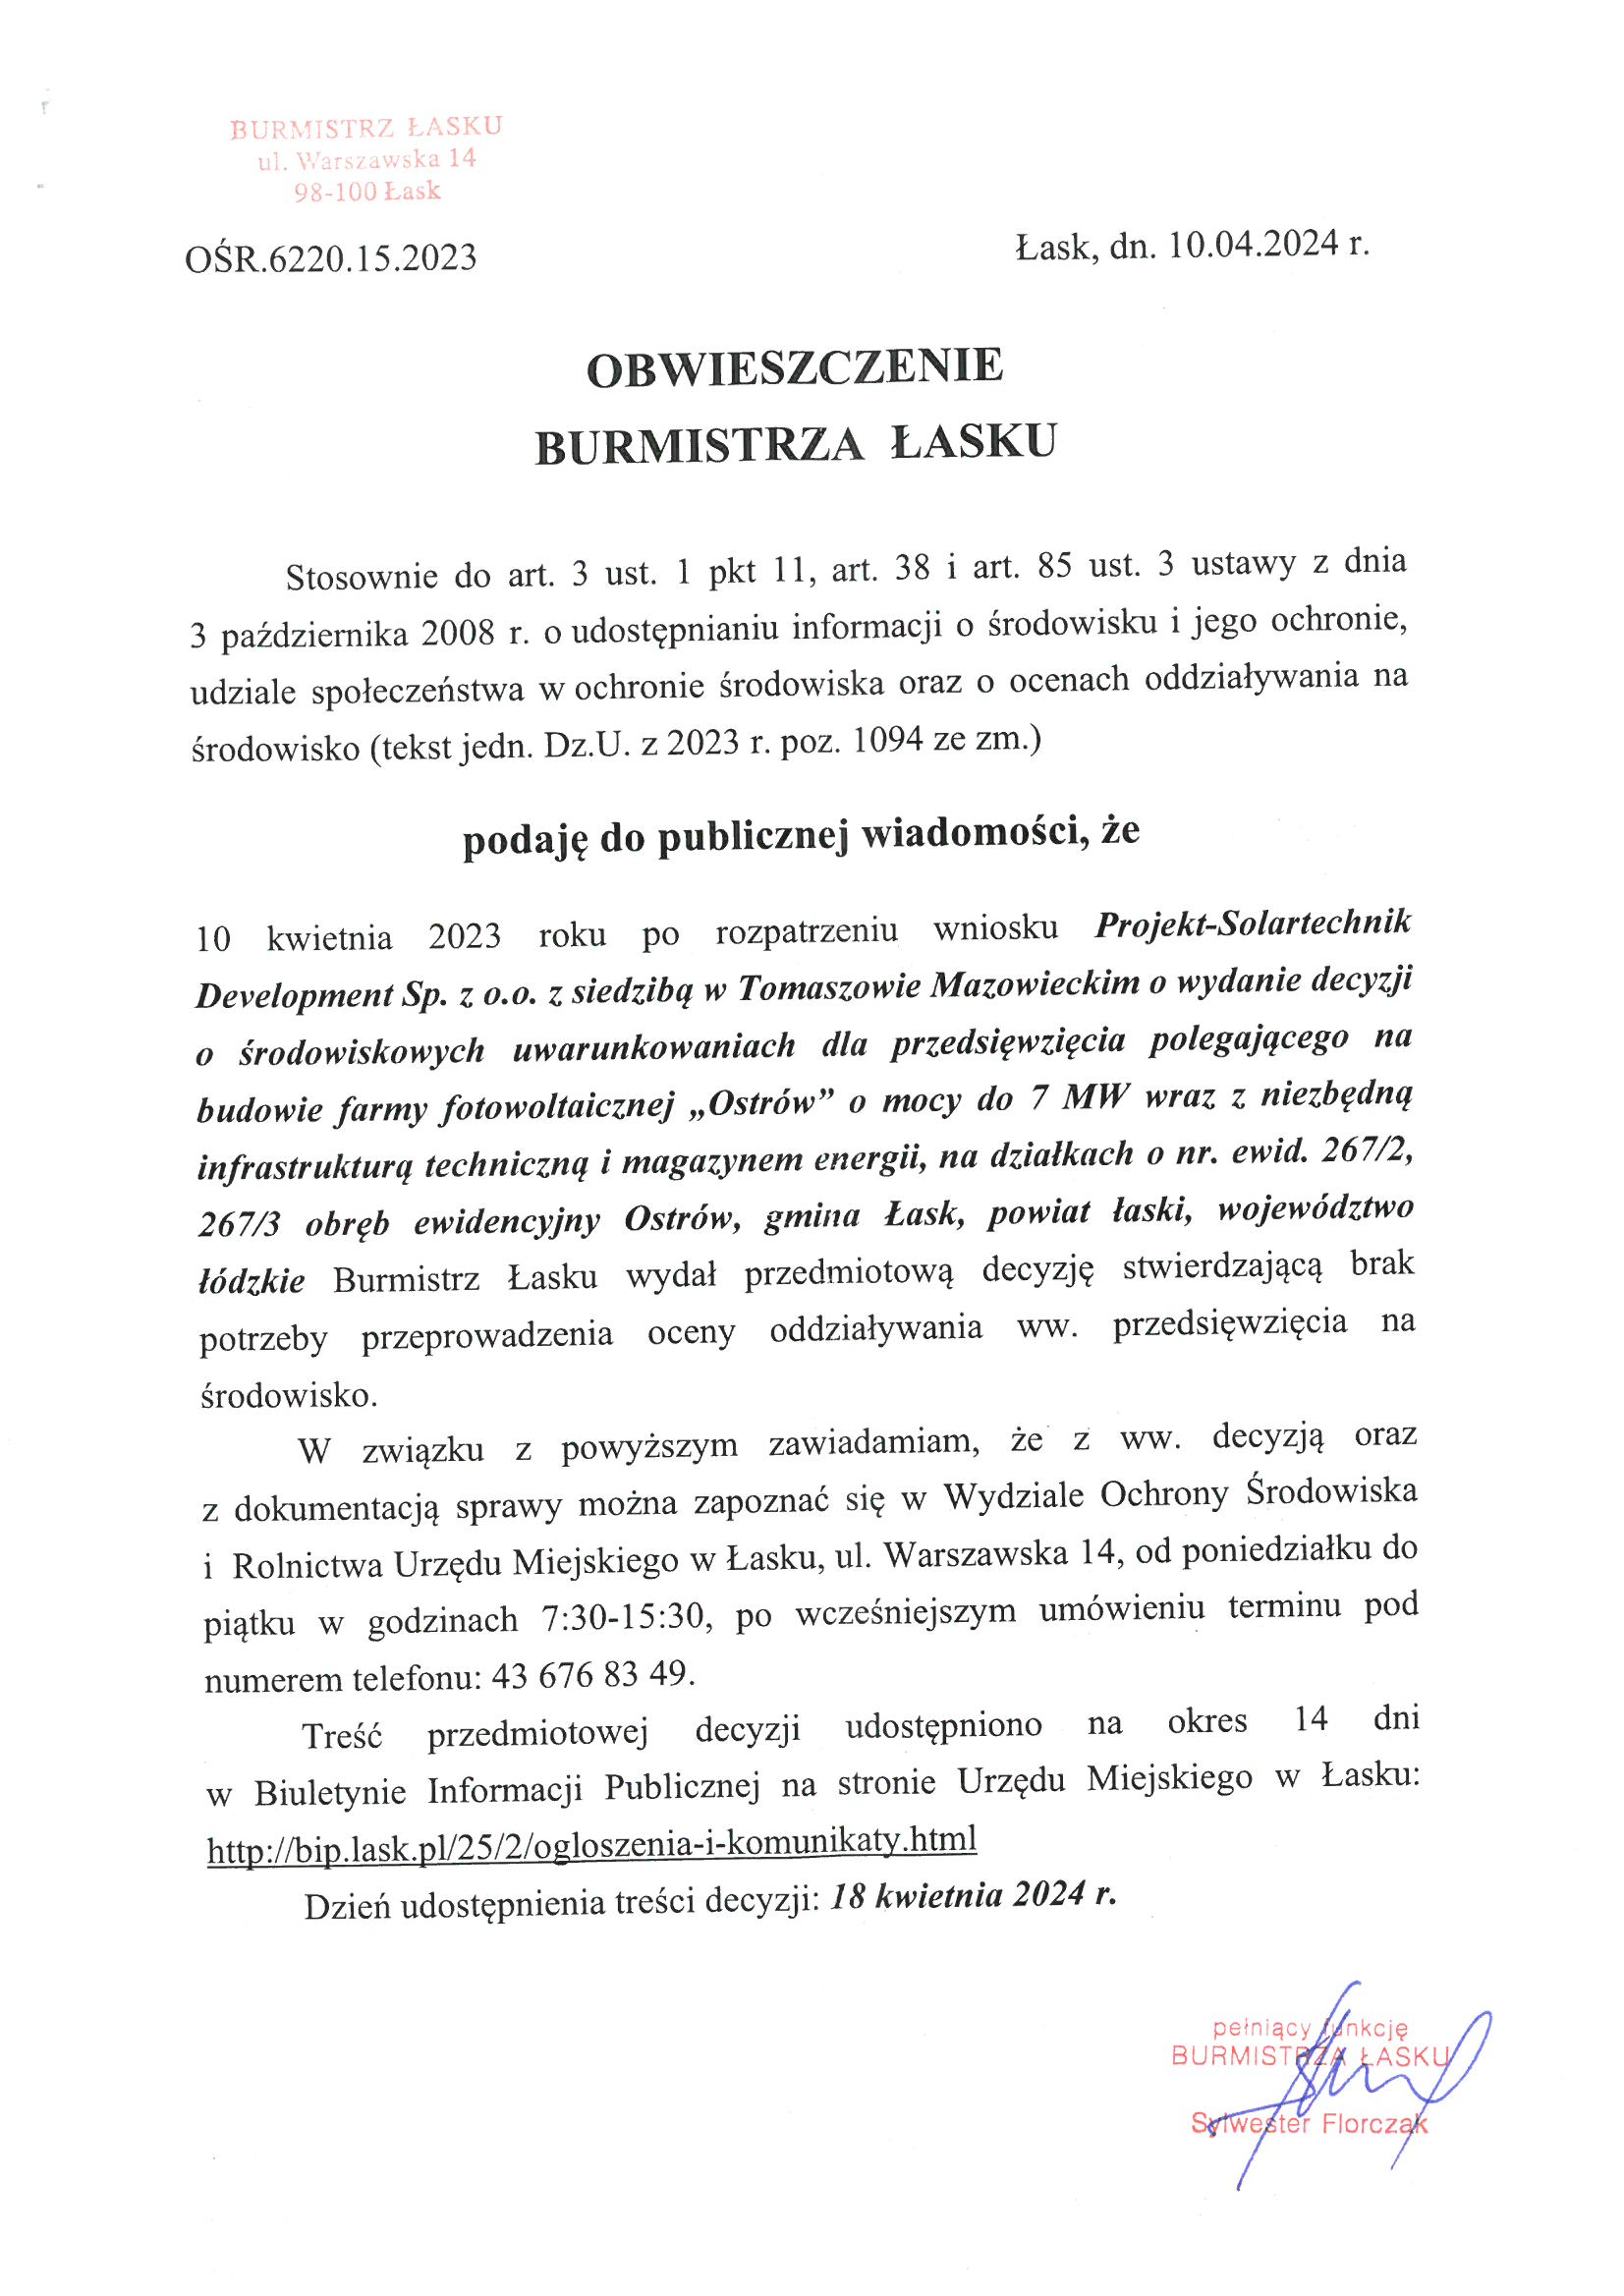 BURMISTRZ ŁASKU
ul. Warszawska 14
98-100 Łask
OŚR.6220.15.2023
Łask, dn. 10.04.2024 r.
OBWIESZCZENIE
BURMISTRZA ŁASKU
Stosownie do art. 3 ust. 1 pkt 11, art. 38 i art. 85 ust. 3 ustawy z dnia
3 października 2008 r. o udostępnianiu informacji o środowisku i jego ochronie,
udziale społeczeństwa w ochronie środowiska oraz o ocenach oddziaływania na
środowisko (tekst jedn. Dz.U. z 2023 r. poz. 1094 ze zm.)
podaję do publicznej wiadomości, że
10 kwietnia 2023 roku po rozpatrzeniu wniosku Projekt-Solartechnik
Development Sp. z o.o. z siedzibą w Tomaszowie Mazowieckim o wydanie decyzji
o środowiskowych uwarunkowaniach dla przedsięwzięcia polegającego na
budowie farmy fotowoltaicznej „Ostrów” o mocy do 7 MW wraz z niezbędną
infrastrukturą techniczną i magazynem energii, na działkach o nr. ewid. 267/2,
267/3 obręb ewidencyjny Ostrów, gmina Łask, powiat łaski, województwo
łódzkie Burmistrz Łasku wydał przedmiotową decyzję stwierdzającą brak
potrzeby przeprowadzenia oceny oddziaływania ww. przedsięwzięcia na
środowisko.
W związku z powyższym zawiadamiam, że z ww. decyzją oraz
z dokumentacją sprawy można zapoznać się w Wydziale Ochrony Środowiska
i Rolnictwa Urzędu Miejskiego w Łasku, ul. Warszawska 14, od poniedziałku do
piątku w godzinach 7:30-15:30, po wcześniejszym umówieniu terminu pod
numerem telefonu: 43 676 83 49.
Treść przedmiotowej decyzji udostępniono na okres 14 dni
w Biuletynie Informacji Publicznej na stronie Urzędu Miejskiego w Łasku:
http://bip.lask.pl/25/2/ogloszenia-i-komunikaty.html
Dzień udostępnienia treści decyzji: 18 kwietnia 2024 r.
pełniący funkcję
BURMISTRZA ŁASKU
Sylwester Florczak